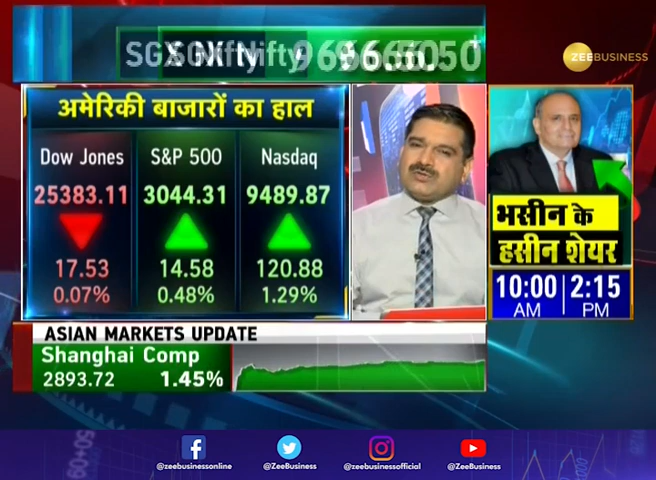 ZEEBUSINESS
अमेरिकी बाजारों का हाल
Dow Jones
25383.11
17.53
0.07%
S&P 500
3044.31
14.58
0.48%
Nasdaq
9489.87
120.88
1.29%
भसीन के
हसीन शेयर
10:00 AM
2:15 PM
ASIAN MARKETS UPDATE
Shanghai Comp
2893.72 1.45%
@zeebusinessonline
@ZeeBusiness
@zeebusinessofficial
@ZeeBusiness